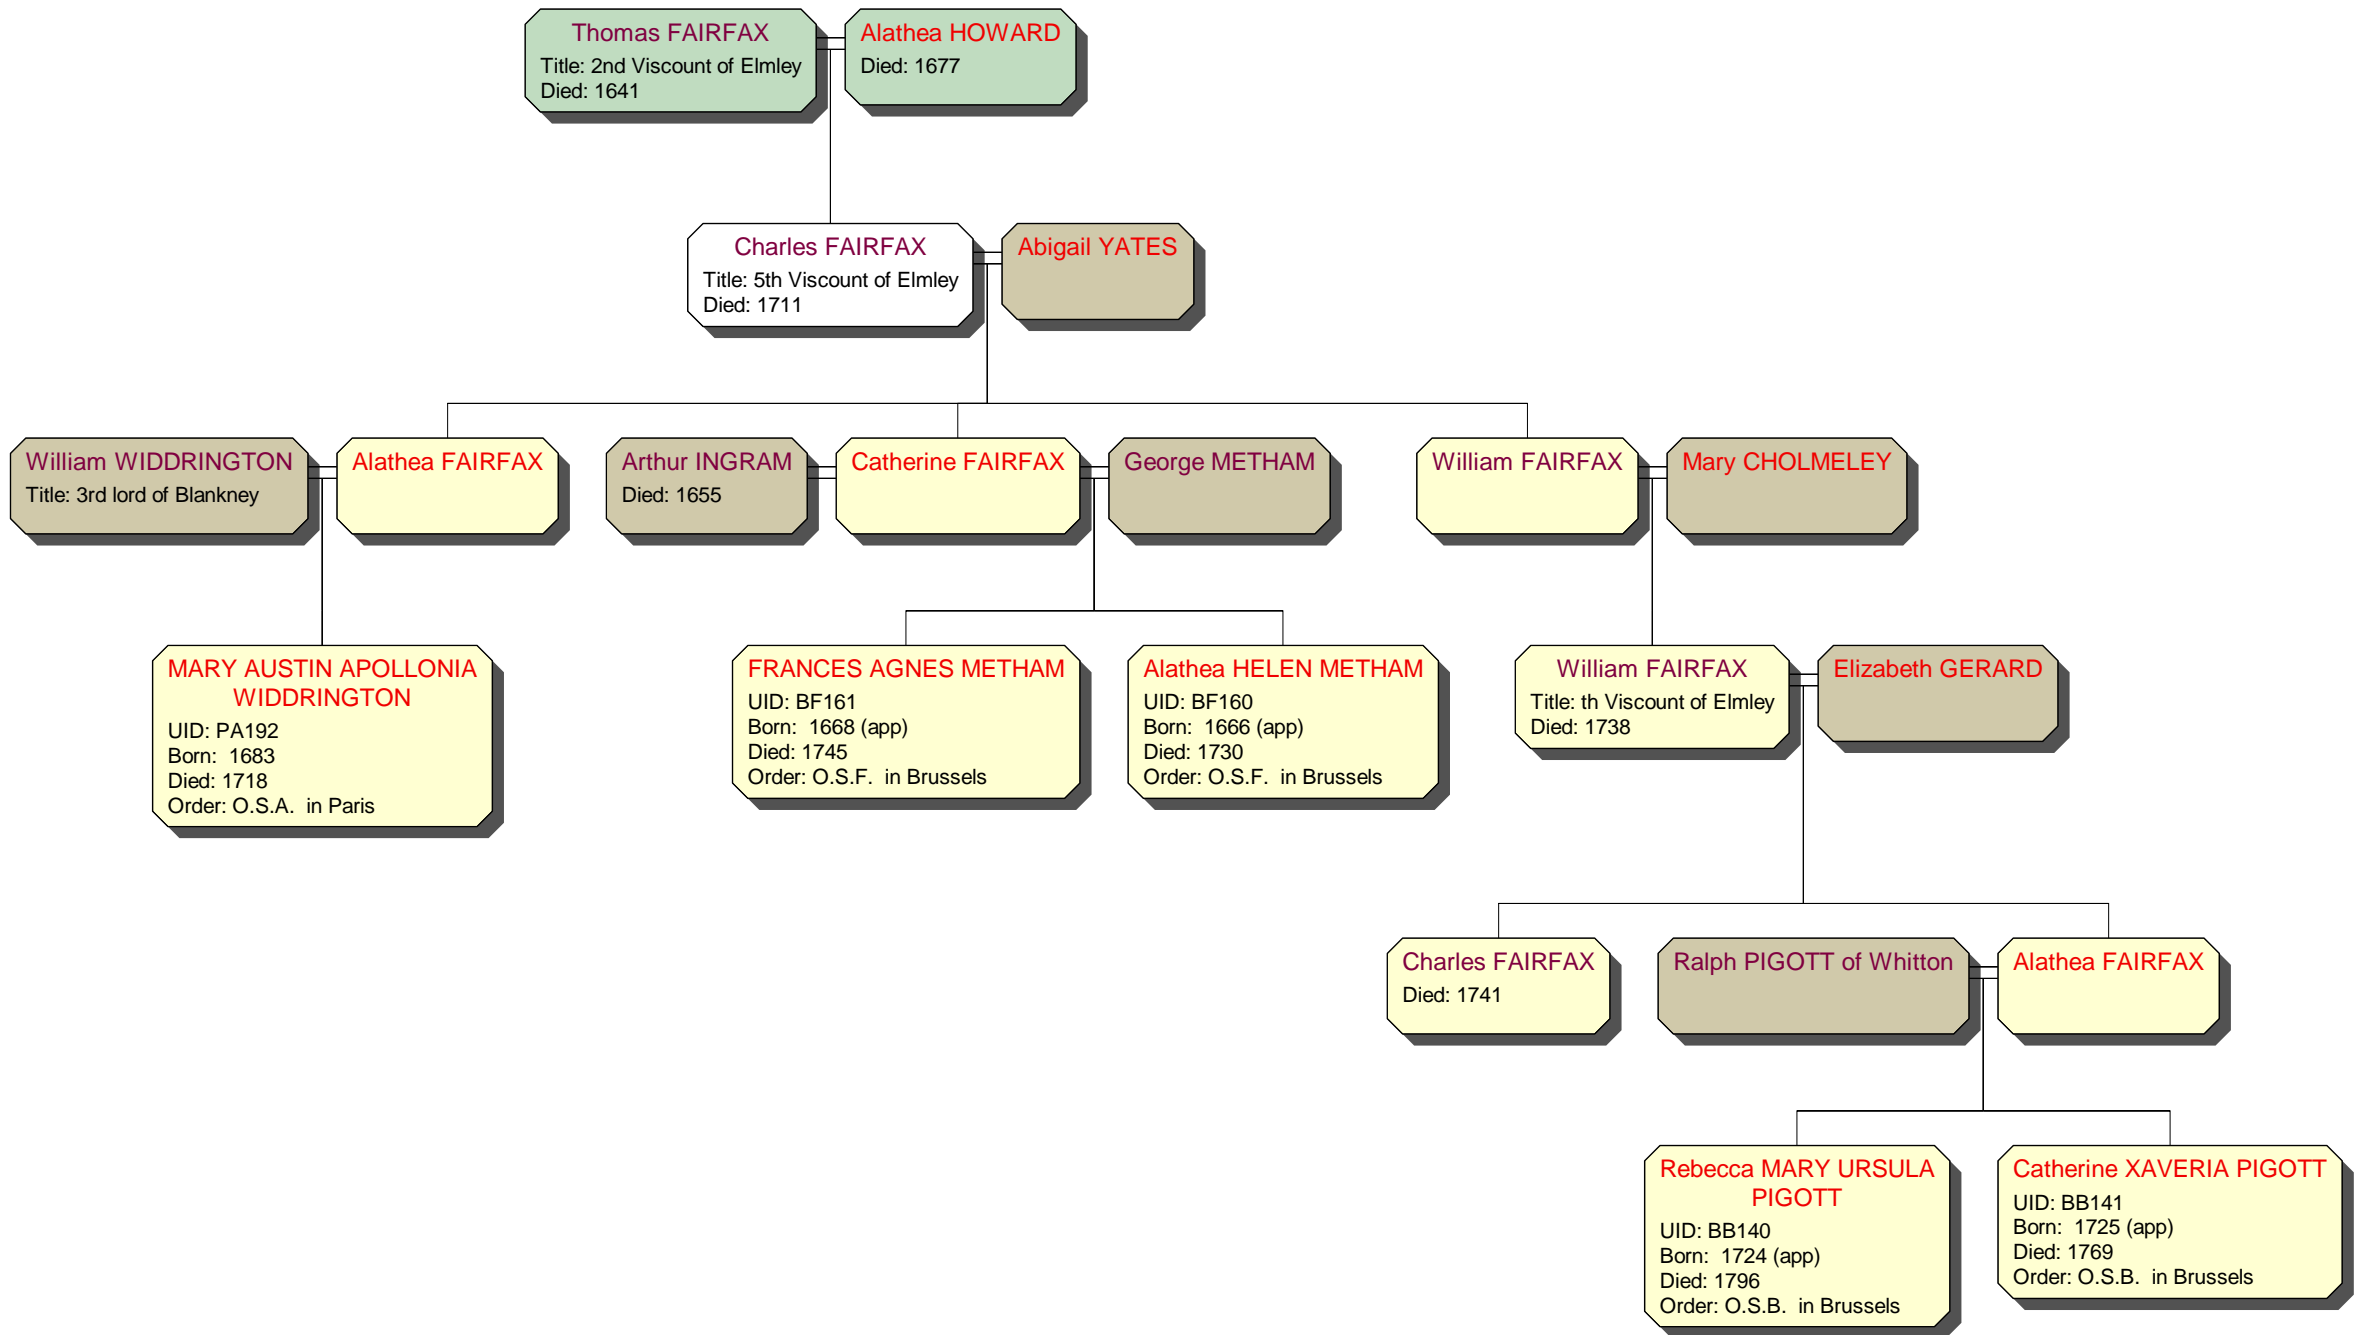 Thomas FAIRFAX
Title: 2nd Viscount of Elmley
Died: 1641
Alathea HOWARD
Died: 1677
Charles FAIRFAX
Title: 5th Viscount of Elmley
Died: 1711
Abigail YATES
William WIDDRINGTON
Title: 3rd lord of Blankney
Alathea FAIRFAX
Arthur INGRAM
Died: 1655
Catherine FAIRFAX
George METHAM
William FAIRFAX
Mary CHOLMELEY
MARY AUSTIN APOLLONIA
WIDDRINGTON
UID: PA192
Born:  1683
Died: 1718
Order: O.S.A.  in Paris
FRANCES AGNES METHAM
UID: BF161
Born:  1668 (app)
Died: 1745
Order: O.S.F.  in Brussels
Alathea HELEN METHAM
UID: BF160
Born:  1666 (app)
Died: 1730
Order: O.S.F.  in Brussels
William FAIRFAX
Title: th Viscount of Elmley
Died: 1738
Elizabeth GERARD
Charles FAIRFAX
Died: 1741
Ralph PIGOTT of Whitton
Alathea FAIRFAX
Rebecca MARY URSULA
PIGOTT
UID: BB140
Born:  1724 (app)
Died: 1796
Order: O.S.B.  in Brussels
Catherine XAVERIA PIGOTT
UID: BB141
Born:  1725 (app)
Died: 1769
Order: O.S.B.  in Brussels